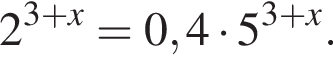 2^{3+x} = 0,4 · 5^{3+x}.